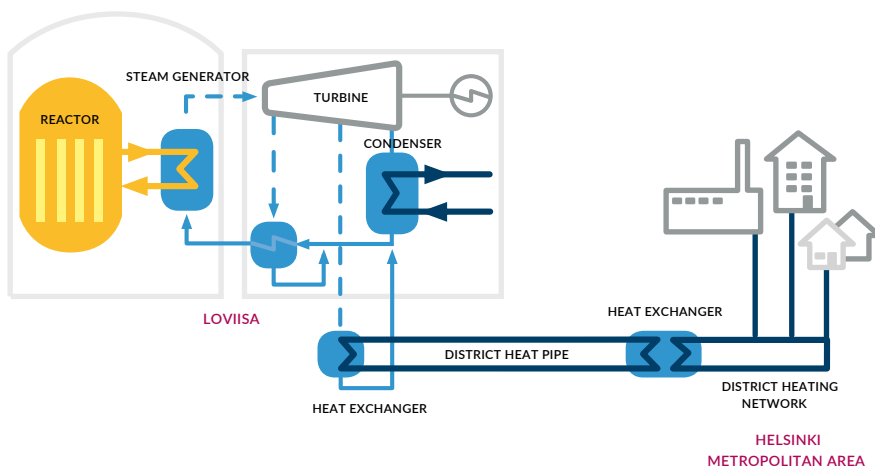 STEAM GENERATOR
TURBINE
REACTOR
CONDENSER
LOVIISA
HEAT EXCHANGER
DISTRICT HEAT PIPE
HEAT EXCHANGER
DISTRICT HEATING
NETWORK
HELSINKI
METROPOLITAN AREA